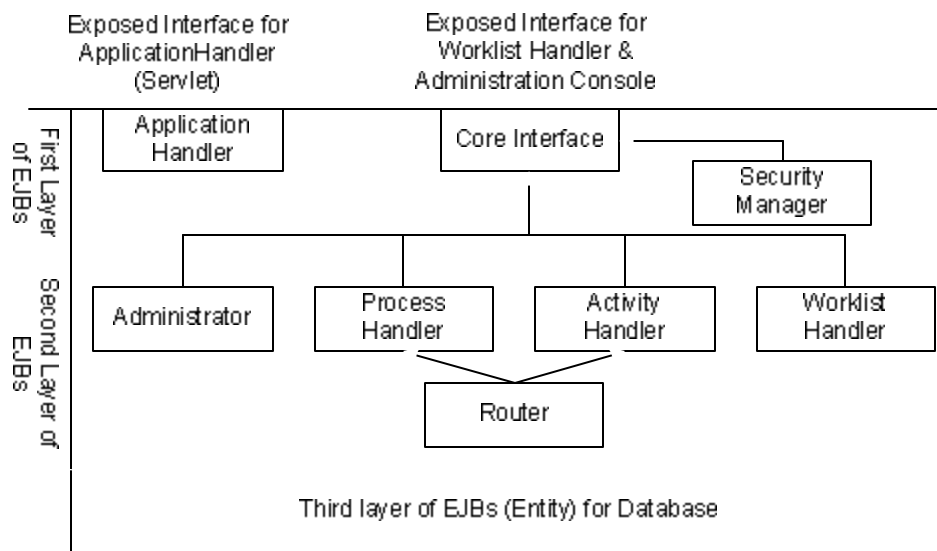 Exposed Interface for
ApplicationHandler
(Servlet)
Exposed Interface for
Worklist Handler &
Administration Console
First Layer
of EJBs
Application
Handler
Core Interface
Security
Manager
Second Layer of
EJBs
Administrator
Process
Handler
Activity
Handler
Worklist
Handler
Router
Third layer of EJBs (Entity) for Database